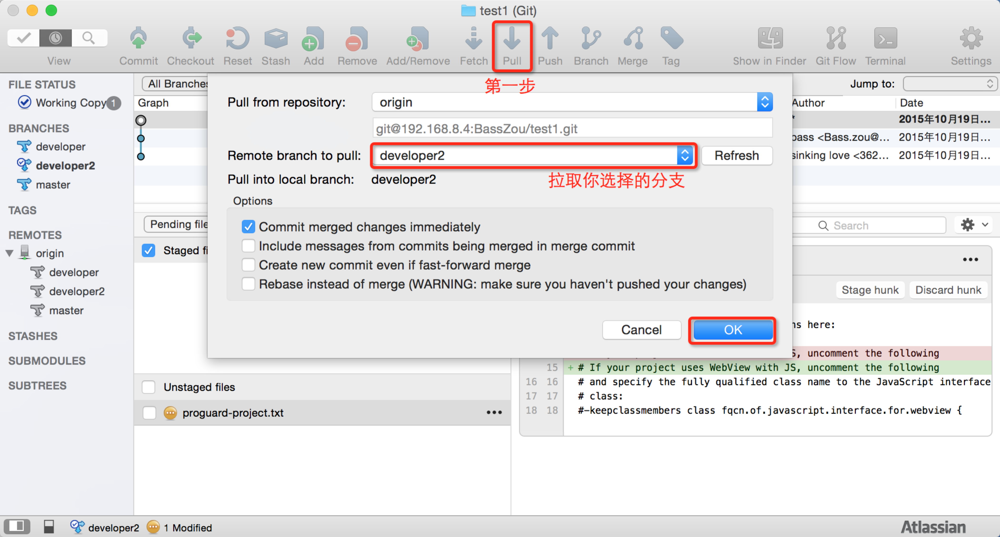 test1 (Git)
View
Commit
Checkout
Reset
Stash
Add
Remove
Add/Remove
Fetch
Pull
Push
Branch
Merge
Tag
Show in Finder
Git Flow
Terminal
Settings
第一步
FILE STATUS
Working Copy 1
BRANCHES
developer
developer2
master
TAGS
REMOTES
origin
developer
developer2
master
STASHES
SUBMODULES
SUBTREES
All Branches
Graph
Jump to:
Author
Date
2015年10月19日...
bass <Bass.zou@... 2015年10月19日...
sinking love <362... 2015年10月19日...
Pull from repository: origin
git@192.168.8.4:BassZou/test1.git
Remote branch to pull: developer2 Refresh
Pull into local branch: developer2
拉取你选择的分支
Options
Commit merged changes immediately
Include messages from commits being merged in merge commit
Create new commit even if fast-forward merge
Rebase instead of merge (WARNING: make sure you haven't pushed your changes)
Cancel
OK
Pending file
Staged fi
Search
Stage hunk
Discard hunk
ns here:
S, uncomment the following
15 + # If your project uses WebView with JS, uncomment the following
16 16 # and specify the fully qualified class name to the JavaScript interface
17 17 # class:
18 18 #-keepclassmembers class fqcn.of.javascript.interface.for.webview {
Unstaged files
proguard-project.txt
developer2
1 Modified
Atlassian